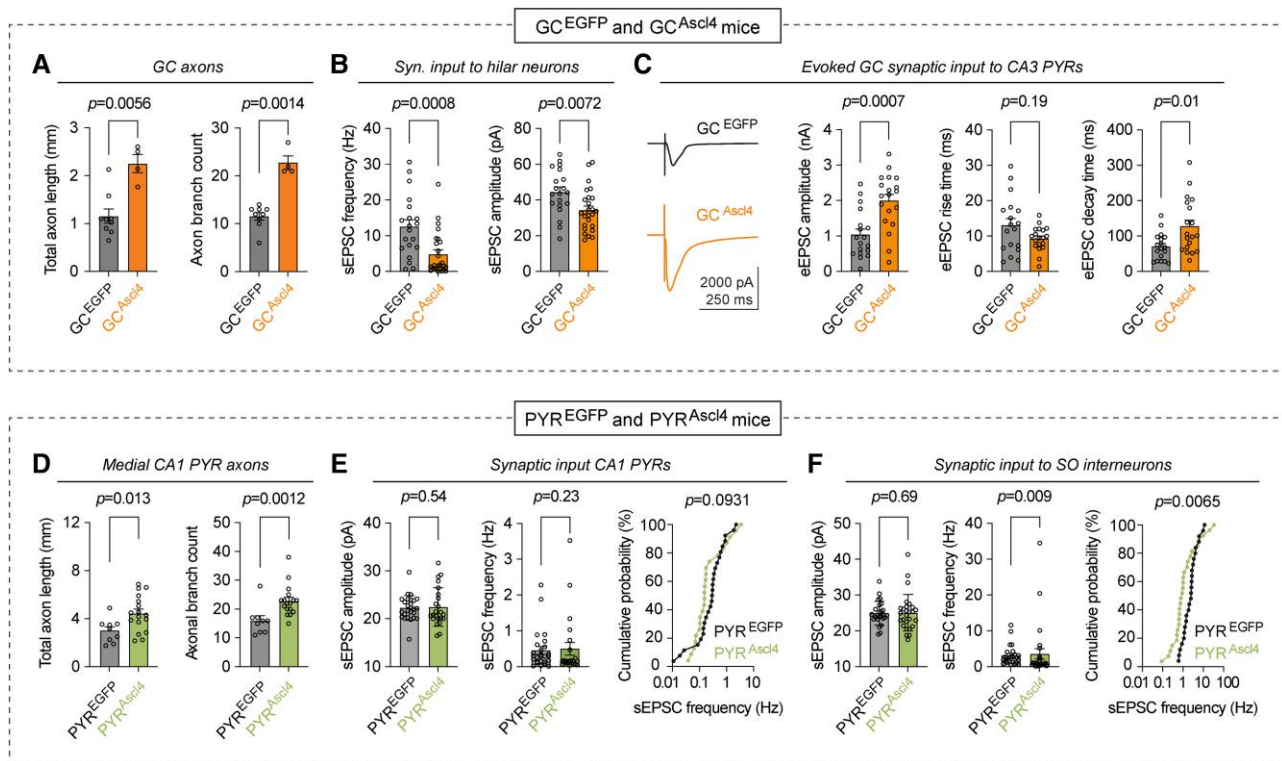 GC EGFP and GC Ascl4 mice
A
GC axons
p=0.0056
Total axon length (mm)
3
2
1
0
GC EGFP
GC Ascl4
p=0.0014
Axon branch count
30
20
10
0
GC EGFP
GC Ascl4
B
Syn. input to hilar neurons
p=0.0008
sEPSC frequency (Hz)
40
30
20
10
0
GC EGFP
GC Ascl4
p=0.0072
sEPSC amplitude (pA)
80
60
40
20
0
GC EGFP
GC Ascl4
C
Evoked GC synaptic input to CA3 PYRs
GC EGFP
GC Ascl4
2000 pA
250 ms
p=0.0007
eEPSC amplitude (nA)
4
3
2
1
0
GC EGFP
GC Ascl4
p=0.19
eEPSC rise time (ms)
40
30
20
10
0
GC EGFP
GC Ascl4
p=0.01
eEPSC decay time (ms)
400
300
200
100
0
GC EGFP
GC Ascl4
PYR EGFP and PYR Ascl4 mice
D
Medial CA1 PYR axons
p=0.013
Total axon length (mm)
12
8
4
0
PYR EGFP
PYR Ascl4
p=0.0012
Axonal branch count
50
40
30
20
10
0
PYR EGFP
PYR Ascl4
E
Synaptic input CA1 PYRs
p=0.54
sEPSC amplitude (pA)
40
30
20
10
PYR EGFP
PYR Ascl4
p=0.23
sEPSC frequency (Hz)
4
3
2
1
0
PYR EGFP
PYR Ascl4
p=0.0931
Cumulative probability (%)
100
80
60
40
20
0
PYR EGFP
PYR Ascl4
0.01
0.1
1
10
sEPSC frequency (Hz)
F
Synaptic input to SO interneurons
p=0.69
sEPSC amplitude (pA)
50
40
30
20
10
PYR EGFP
PYR Ascl4
p=0.009
sEPSC frequency (Hz)
40
30
20
10
0
PYR EGFP
PYR Ascl4
p=0.0065
Cumulative probability (%)
100
80
60
40
20
0
PYR EGFP
PYR Ascl4
0.01
0.1
1
10
100
sEPSC frequency (Hz)